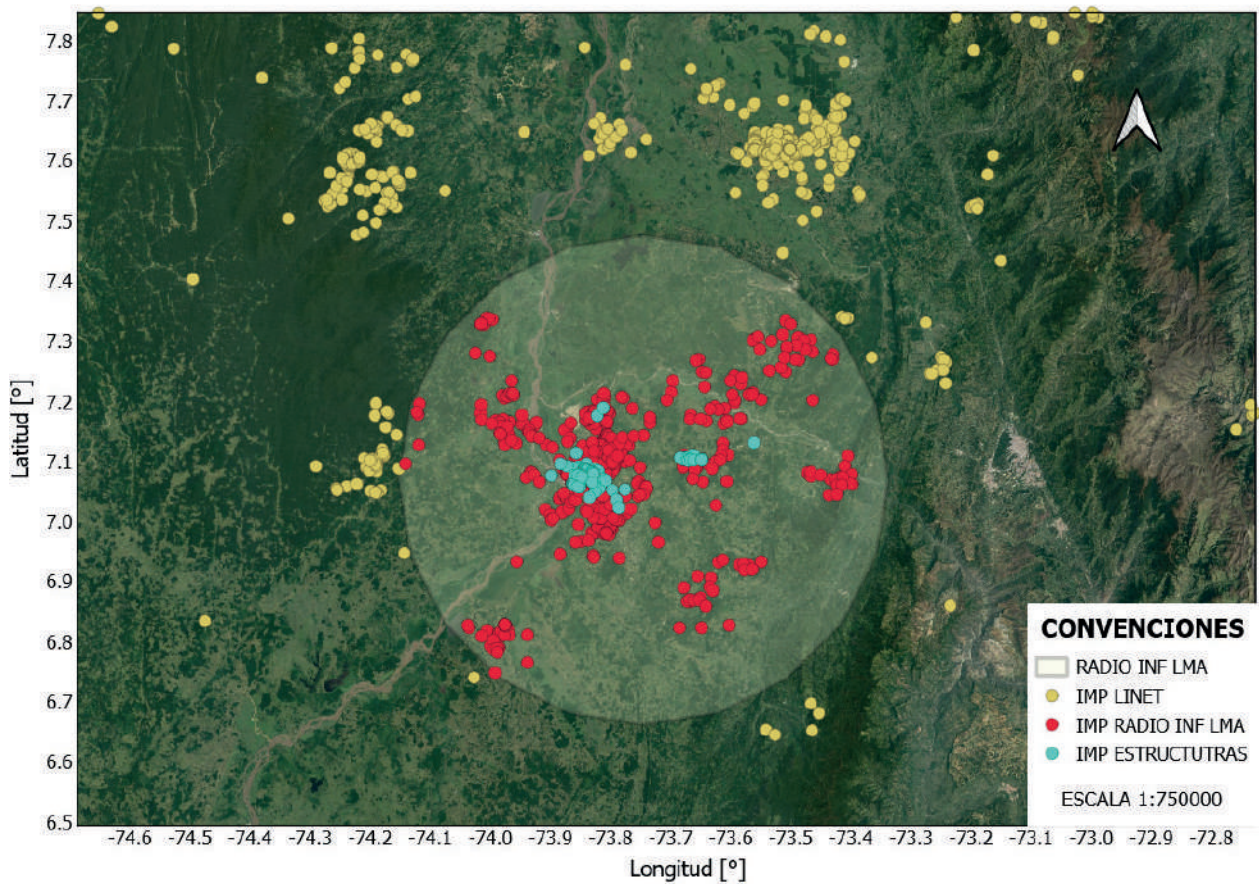 7.8
7.7
7.6
7.5
7.4
7.3
7.2
7.1
7.0
6.9
6.8
6.7
6.6
6.5
Latitud [°]
CONVENCIONES
RADIO INF LMA
IMP LINET
IMP RADIO INF LMA
IMP ESTRUCTUTRAS
ESCALA 1:750000
-74.6 -74.5 -74.4 -74.3 -74.2 -74.1 -74.0 -73.9 -73.8 -73.7 -73.6 -73.5 -73.4 -73.3 -73.2 -73.1 -73.0 -72.9 -72.8
Longitud [°]